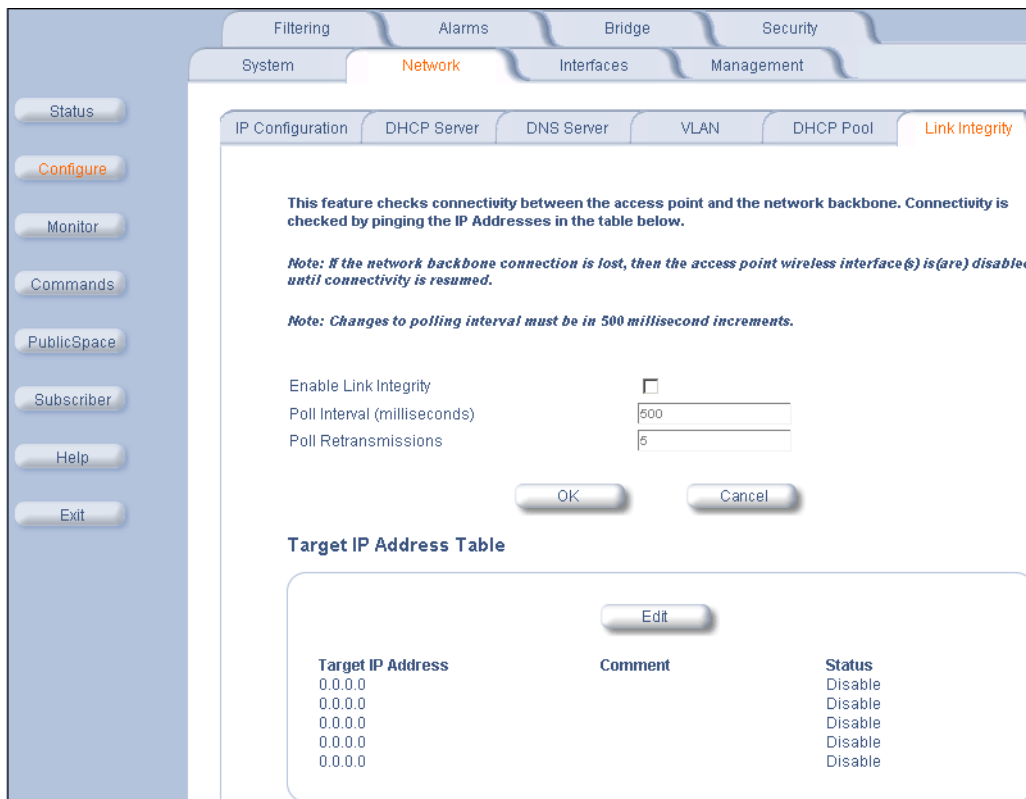 Filtering Alarms Bridge Security
System Network Interfaces Management
Status
Configure
Monitor
Commands
PublicSpace
Subscriber
Help
Exit
IP Configuration DHCP Server DNS Server VLAN DHCP Pool Link Integrity
This feature checks connectivity between the access point and the network backbone. Connectivity is
checked by pinging the IP Addresses in the table below.
Note: If the network backbone connection is lost, then the access point wireless interface(s) is(are) disabled
until connectivity is resumed.
Note: Changes to polling interval must be in 500 millisecond increments.
Enable Link Integrity
Poll Interval (milliseconds) 500
Poll Retransmissions 5
OK Cancel
Target IP Address Table
Edit
Target IP Address Comment Status
0.0.0.0 Disable
0.0.0.0 Disable
0.0.0.0 Disable
0.0.0.0 Disable
0.0.0.0 Disable